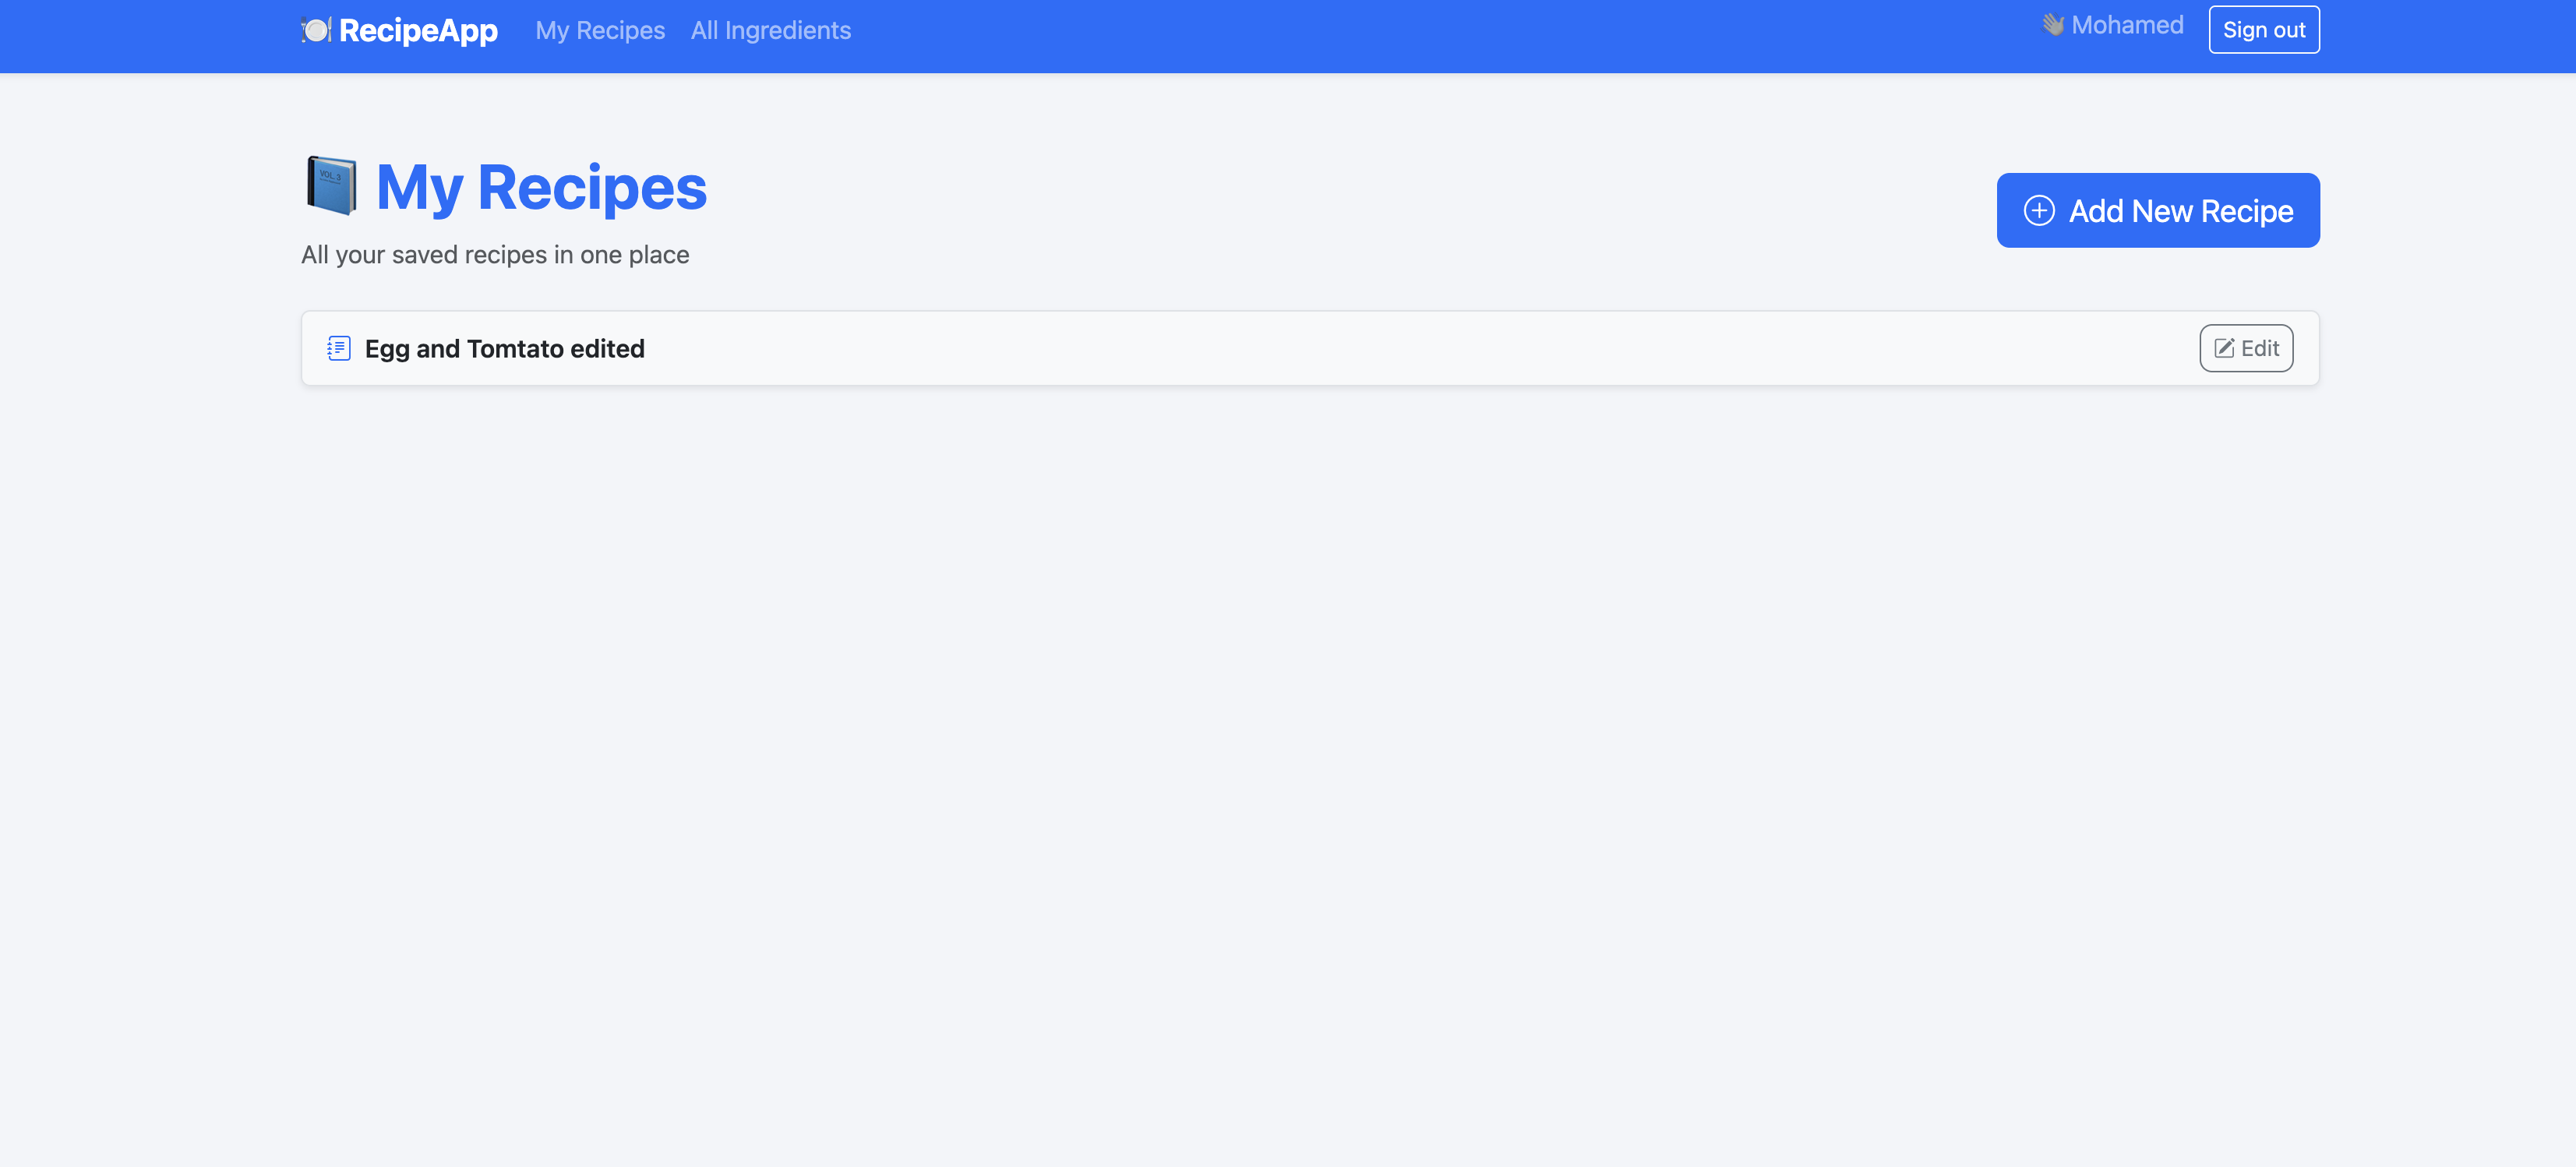 RecipeApp My Recipes All Ingredients Mohamed Sign out
My Recipes
Add New Recipe
All your saved recipes in one place
Egg and Tomtato edited Edit